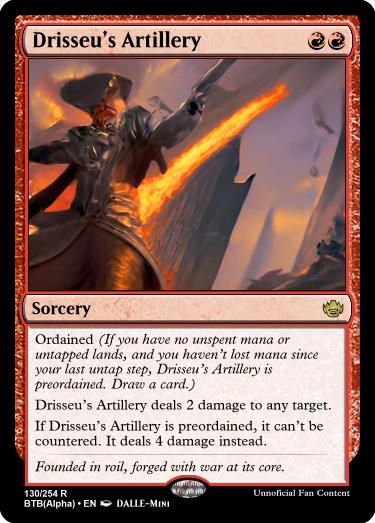 Drisseu's Artillery
Sorcery
Ordained (If you have no unspent mana or
untapped lands, and you haven't lost mana since
your last untap step, Drisseu's Artillery is
preordained. Draw a card.)
Drisseu's Artillery deals 2 damage to any target.
If Drisseu's Artillery is preordained, it can't be
countered. It deals 4 damage instead.
Founded in roil, forged with war at its core.
130/254 R
Unofficial Fan Content
BTB(Alpha) • EN DALLE-Mini